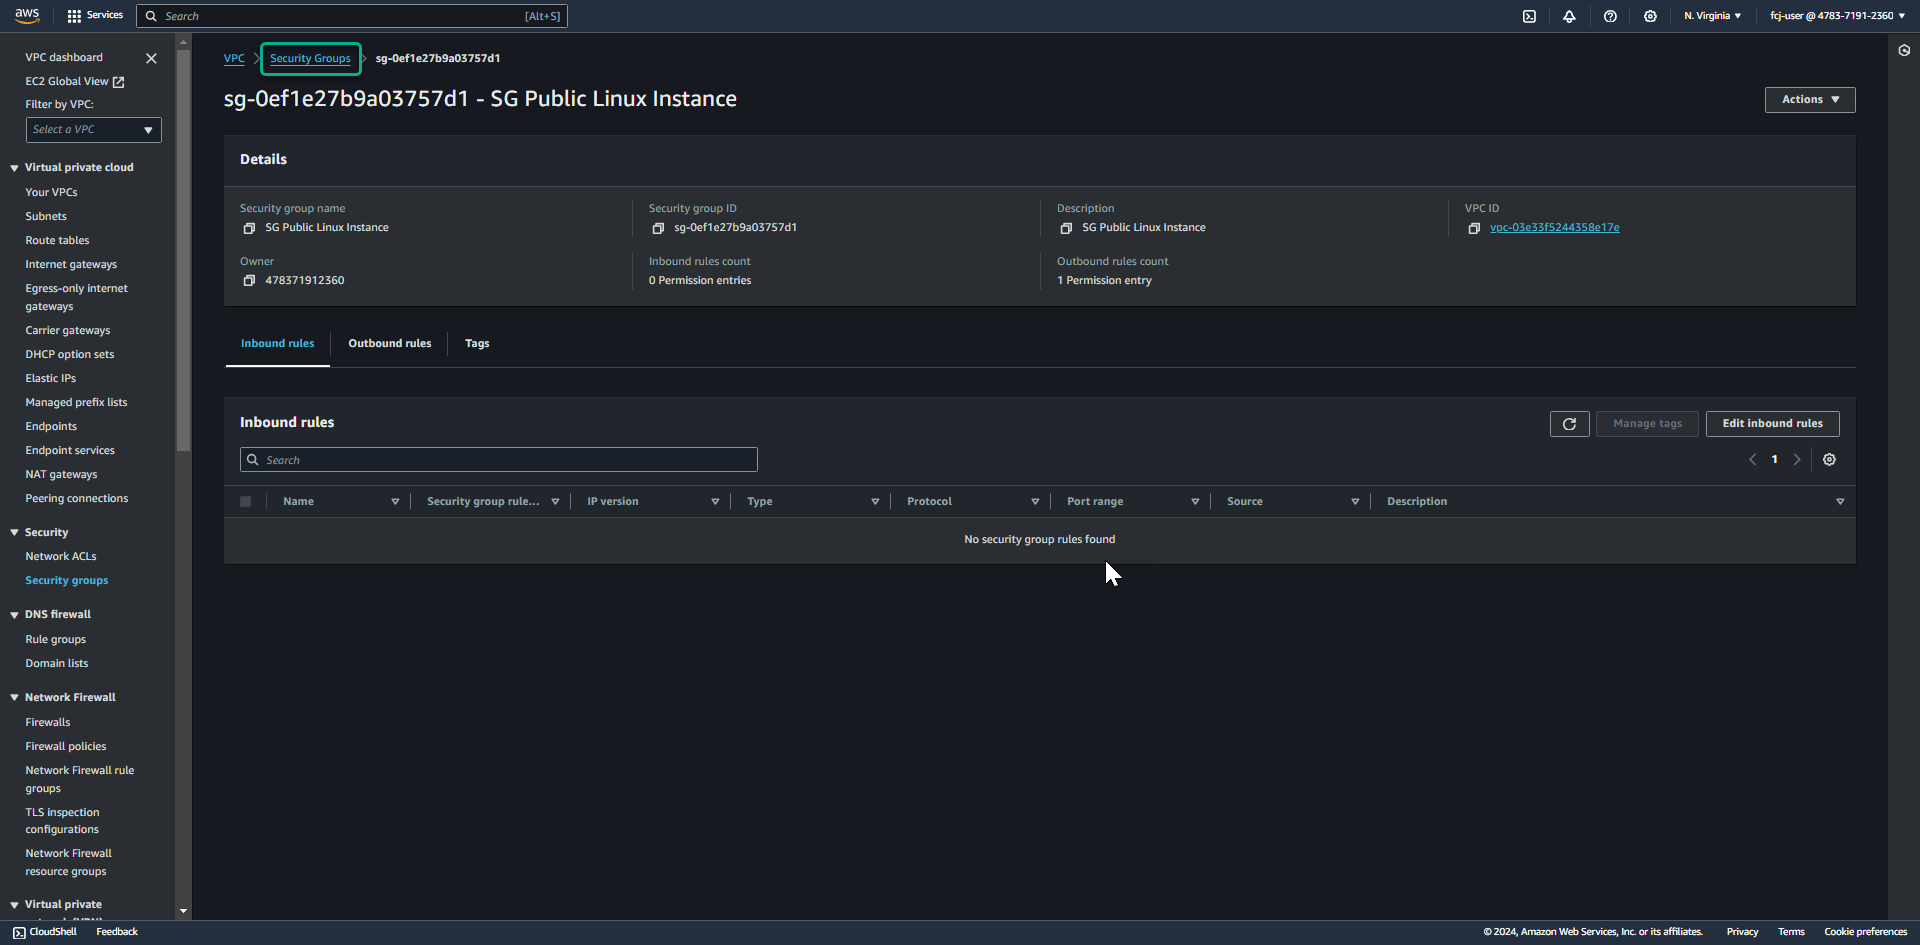 aws
Services
Search
[Alt+S]
N. Virginia
fcj-user @ 4783-7191-2360
VPC dashboard
EC2 Global View
Filter by VPC:
Select a VPC
Virtual private cloud
Your VPCs
Subnets
Route tables
Internet gateways
Egress-only internet
gateways
Carrier gateways
DHCP option sets
Elastic IPs
Managed prefix lists
Endpoints
Endpoint services
NAT gateways
Peering connections
Security
Network ACLs
Security groups
DNS firewall
Rule groups
Domain lists
Network Firewall
Firewalls
Firewall policies
Network Firewall rule
groups
TLS inspection
configurations
Network Firewall
resource groups
Virtual private
VPC
Security Groups
sg-0ef1e27b9a03757d1
sg-0ef1e27b9a03757d1 - SG Public Linux Instance
Actions
Details
Security group name
SG Public Linux Instance
Security group ID
sg-0ef1e27b9a03757d1
Description
SG Public Linux Instance
VPC ID
vpc-03e33f5244358e17e
Owner
478371912360
Inbound rules count
0 Permission entries
Outbound rules count
1 Permission entry
Inbound rules
Outbound rules
Tags
Inbound rules
Manage tags
Edit inbound rules
Search
1
Name
Security group rule...
IP version
Type
Protocol
Port range
Source
Description
No security group rules found
CloudShell
Feedback
© 2024, Amazon Web Services, Inc. or its affiliates.
Privacy
Terms
Cookie preferences